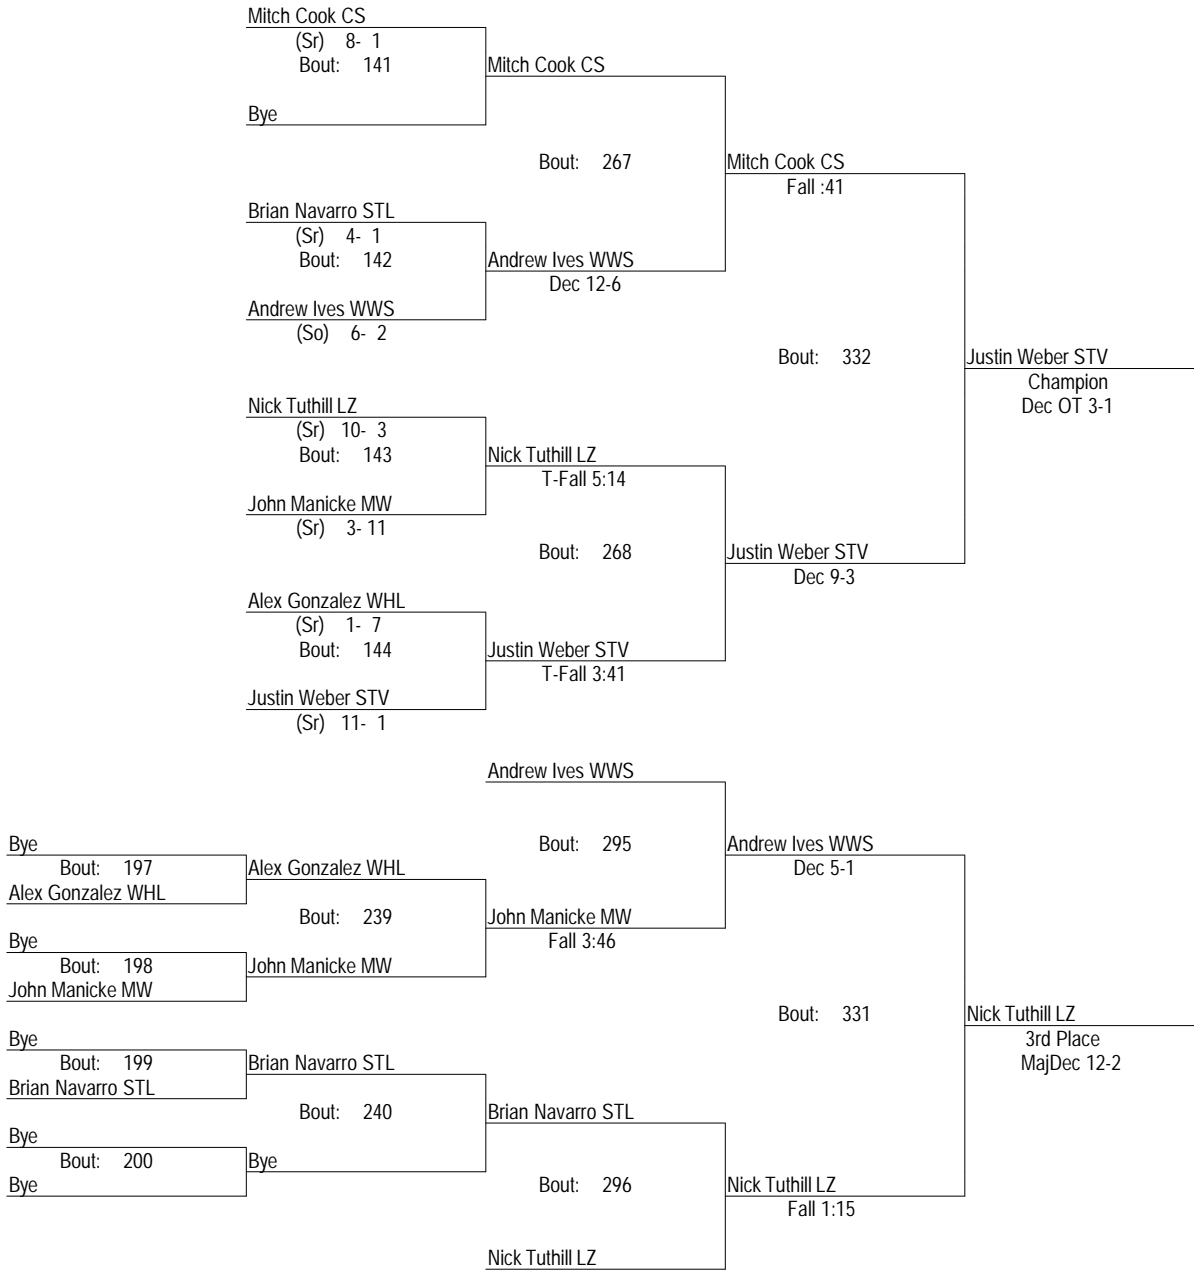 Mitch Cook CS
(Sr) 8- 1
Bout: 141
Mitch Cook CS
Bye
Bout: 267
Mitch Cook CS
Fall :41
Brian Navarro STL
(Sr) 4- 1
Bout: 142
Andrew Ives WWS
Dec 12-6
Andrew Ives WWS
(So) 6- 2
Bout: 332
Justin Weber STV
Champion
Dec OT 3-1
Nick Tuthill LZ
(Sr) 10- 3
Bout: 143
Nick Tuthill LZ
T-Fall 5:14
John Manicke MW
(Sr) 3- 11
Bout: 268
Justin Weber STV
Dec 9-3
Alex Gonzalez WHL
(Sr) 1- 7
Bout: 144
Justin Weber STV
T-Fall 3:41
Justin Weber STV
(Sr) 11- 1
Andrew Ives WWS
Bye
Bout: 197
Alex Gonzalez WHL
Alex Gonzalez WHL
Bout: 295
Andrew Ives WWS
Dec 5-1
Bout: 239
John Manicke MW
Fall 3:46
Bye
Bout: 198
John Manicke MW
John Manicke MW
Bout: 331
Nick Tuthill LZ
3rd Place
MajDec 12-2
Bye
Bout: 199
Brian Navarro STL
Brian Navarro STL
Bout: 240
Brian Navarro STL
Bye
Bout: 200
Bye
Bye
Bout: 296
Nick Tuthill LZ
Fall 1:15
Nick Tuthill LZ